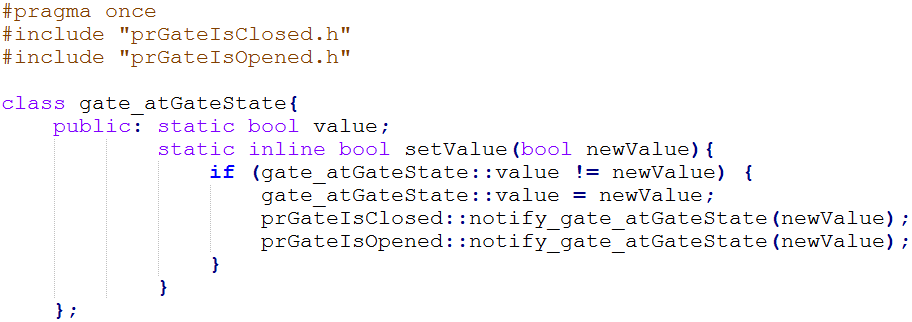 #pragma once
#include "prGateIsClosed.h"
#include "prGateIsOpened.h"
class gate_atGateState{
public: static bool value;
static inline bool setValue(bool newValue){
if (gate_atGateState::value != newValue) {
gate_atGateState::value = newValue;
prGateIsClosed::notify_gate_atGateState(newValue);
prGateIsOpened::notify_gate_atGateState(newValue);
}
}
};